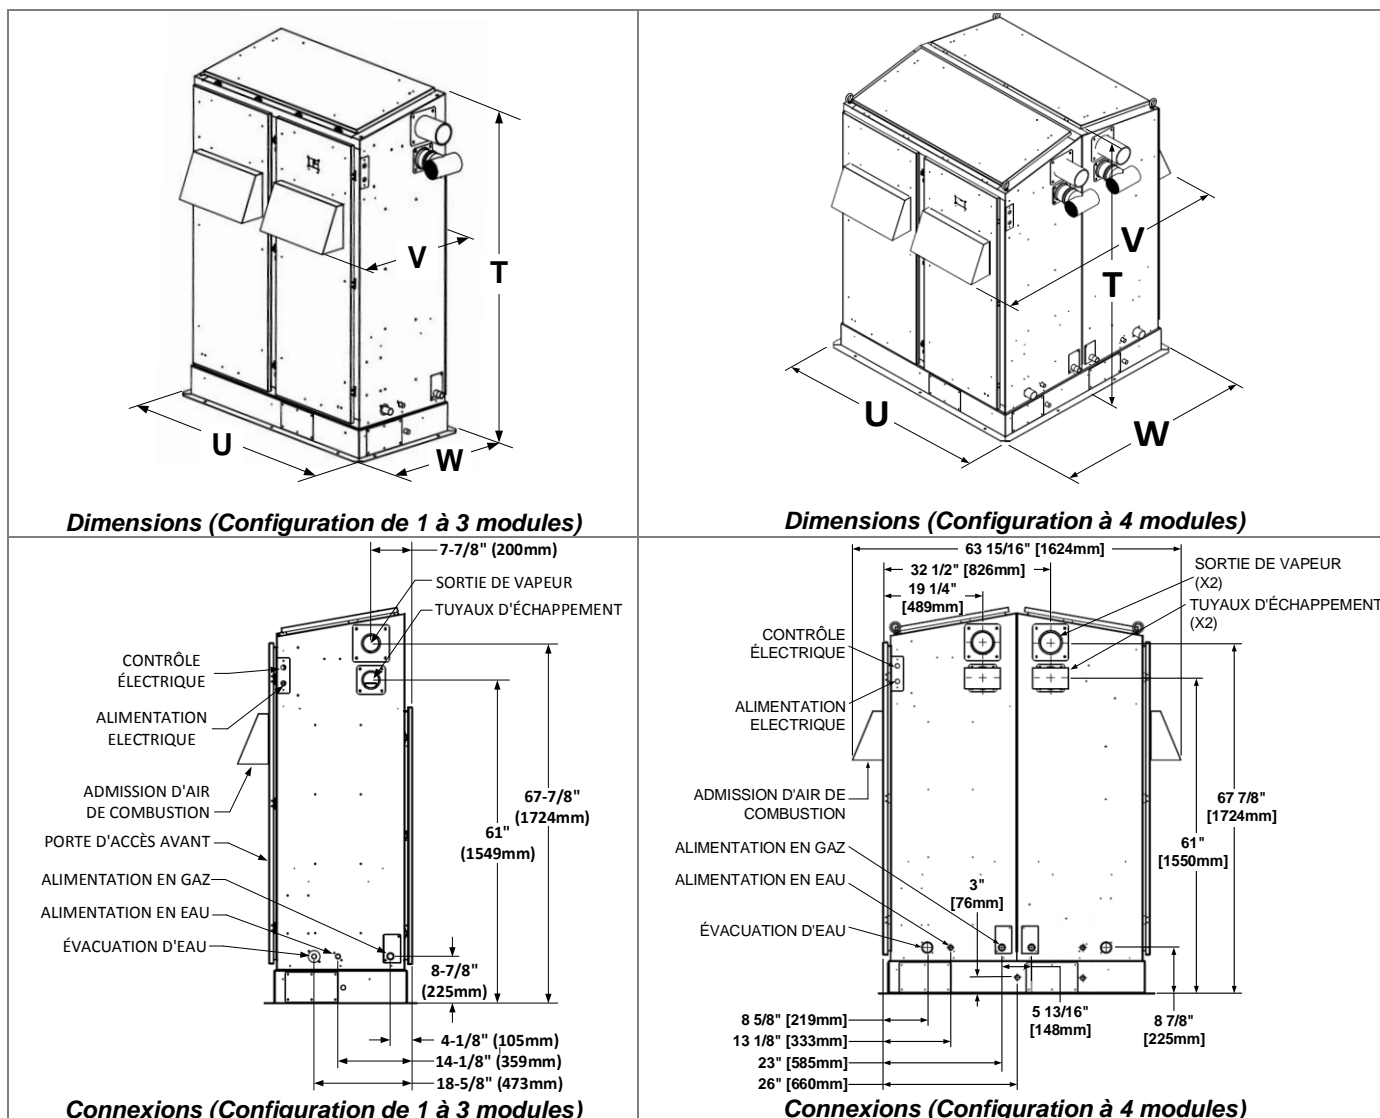 V
T
U
W
Dimensions (Configuration de 1 à 3 modules)
V
T
U
W
Dimensions (Configuration à 4 modules)
7-7/8" (200mm)
SORTIE DE VAPEUR
TUYAUX D'ÉCHAPPEMENT
CONTRÔLE
ÉLECTRIQUE
ALIMENTATION
ELECTRIQUE
ADMISSION D'AIR
DE COMBUSTION
PORTE D'ACCÈS AVANT
ALIMENTATION EN GAZ
ALIMENTATION EN EAU
ÉVACUATION D'EAU
67-7/8"
(1724mm)
61"
(1549mm)
8-7/8"
(225mm)
4-1/8" (105mm)
14-1/8" (359mm)
18-5/8" (473mm)
Connexions (Configuration de 1 à 3 modules)
63 15/16" [1624mm]
32 1/2" [826mm]
19 1/4"
[489mm]
SORTIE DE VAPEUR
(X2)
TUYAUX D'ÉCHAPPEMENT
(X2)
CONTRÔLE
ÉLECTRIQUE
ALIMENTATION
ELECTRIQUE
ADMISSION D'AIR DE
COMBUSTION
ALIMENTATION EN GAZ
ALIMENTATION EN EAU
ÉVACUATION D'EAU
3"
[76mm]
67 7/8"
[1724mm]
61"
[1550mm]
5 13/16"
[148mm]
8 7/8"
[225mm]
8 5/8" [219mm]
13 1/8" [333mm]
23" [585mm]
26" [660mm]
Connexions (Configuration à 4 modules)